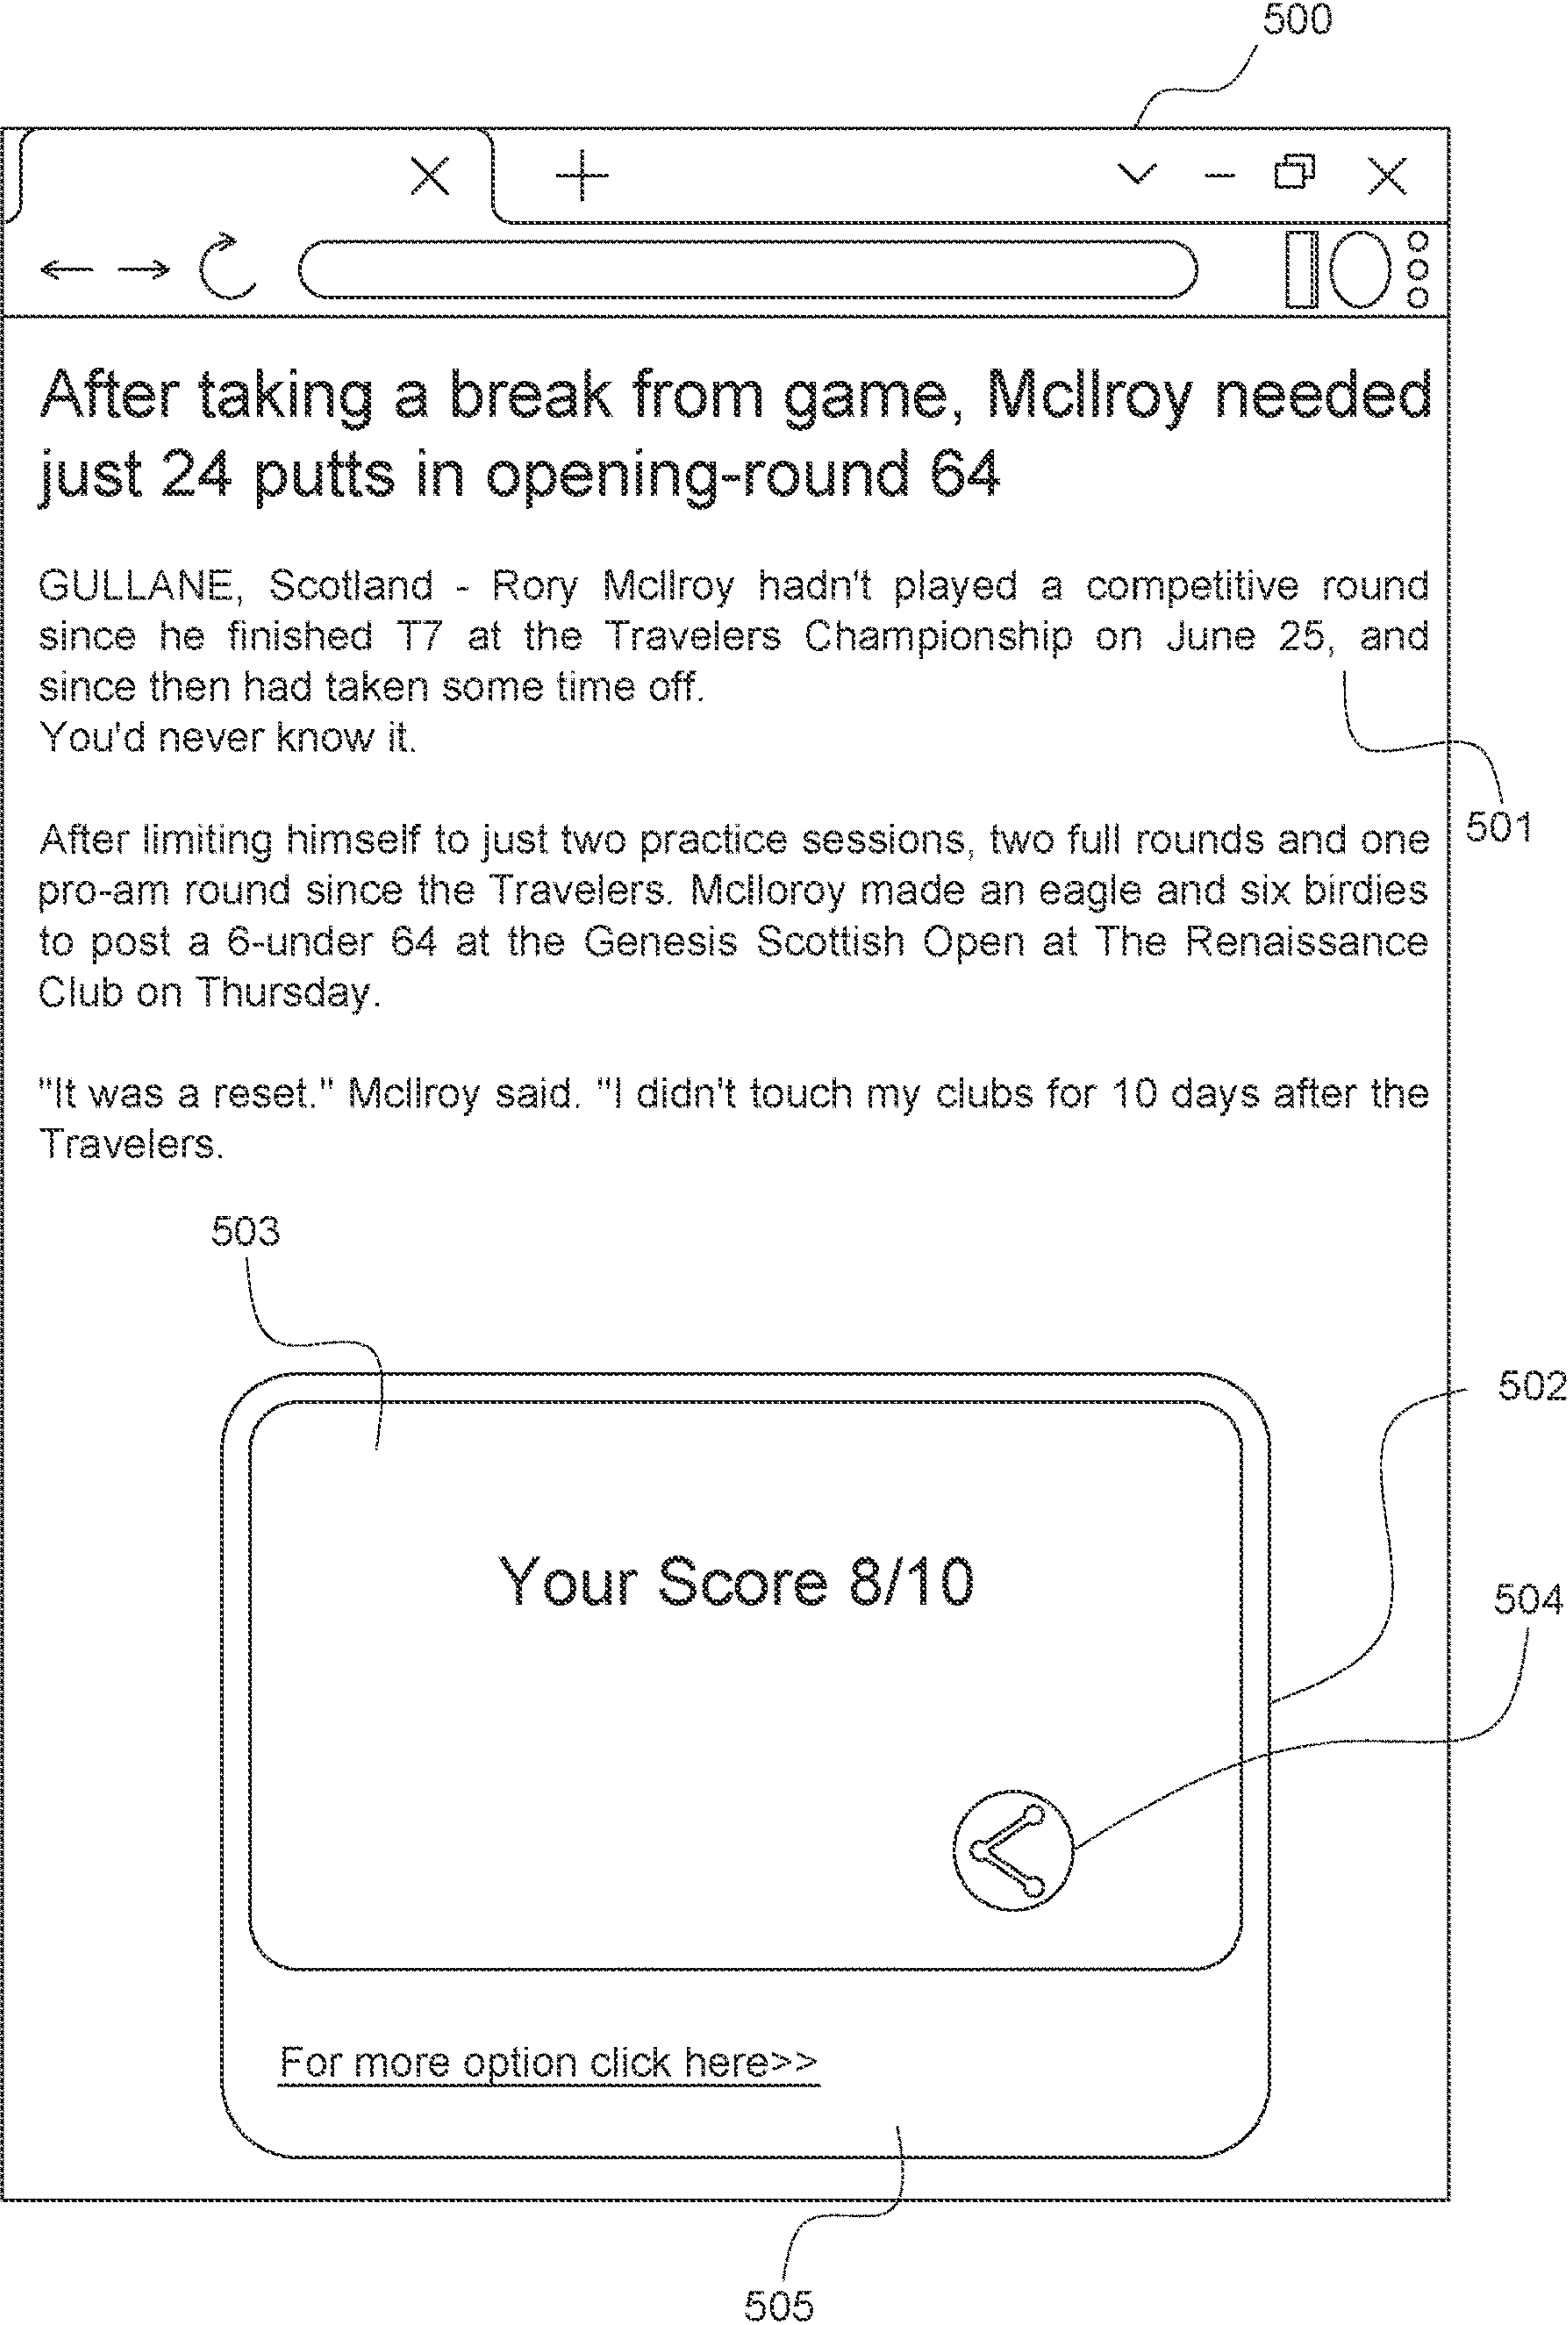 500
After taking a break from game, McIlroy needed
just 24 putts in opening-round 64
GULLANE, Scotland - Rory McIlroy hadn't played a competitive round
since he finished T7 at the Travelers Championship on June 25, and
since then had taken some time off.
You'd never know it.
501
After limiting himself to just two practice sessions, two full rounds and one
pro-am round since the Travelers. McIloroy made an eagle and six birdies
to post a 6-under 64 at the Genesis Scottish Open at The Renaissance
Club on Thursday.
"It was a reset." McIlroy said. "I didn't touch my clubs for 10 days after the
Travelers.
503
502
Your Score 8/10
504
For more option click here>>
505